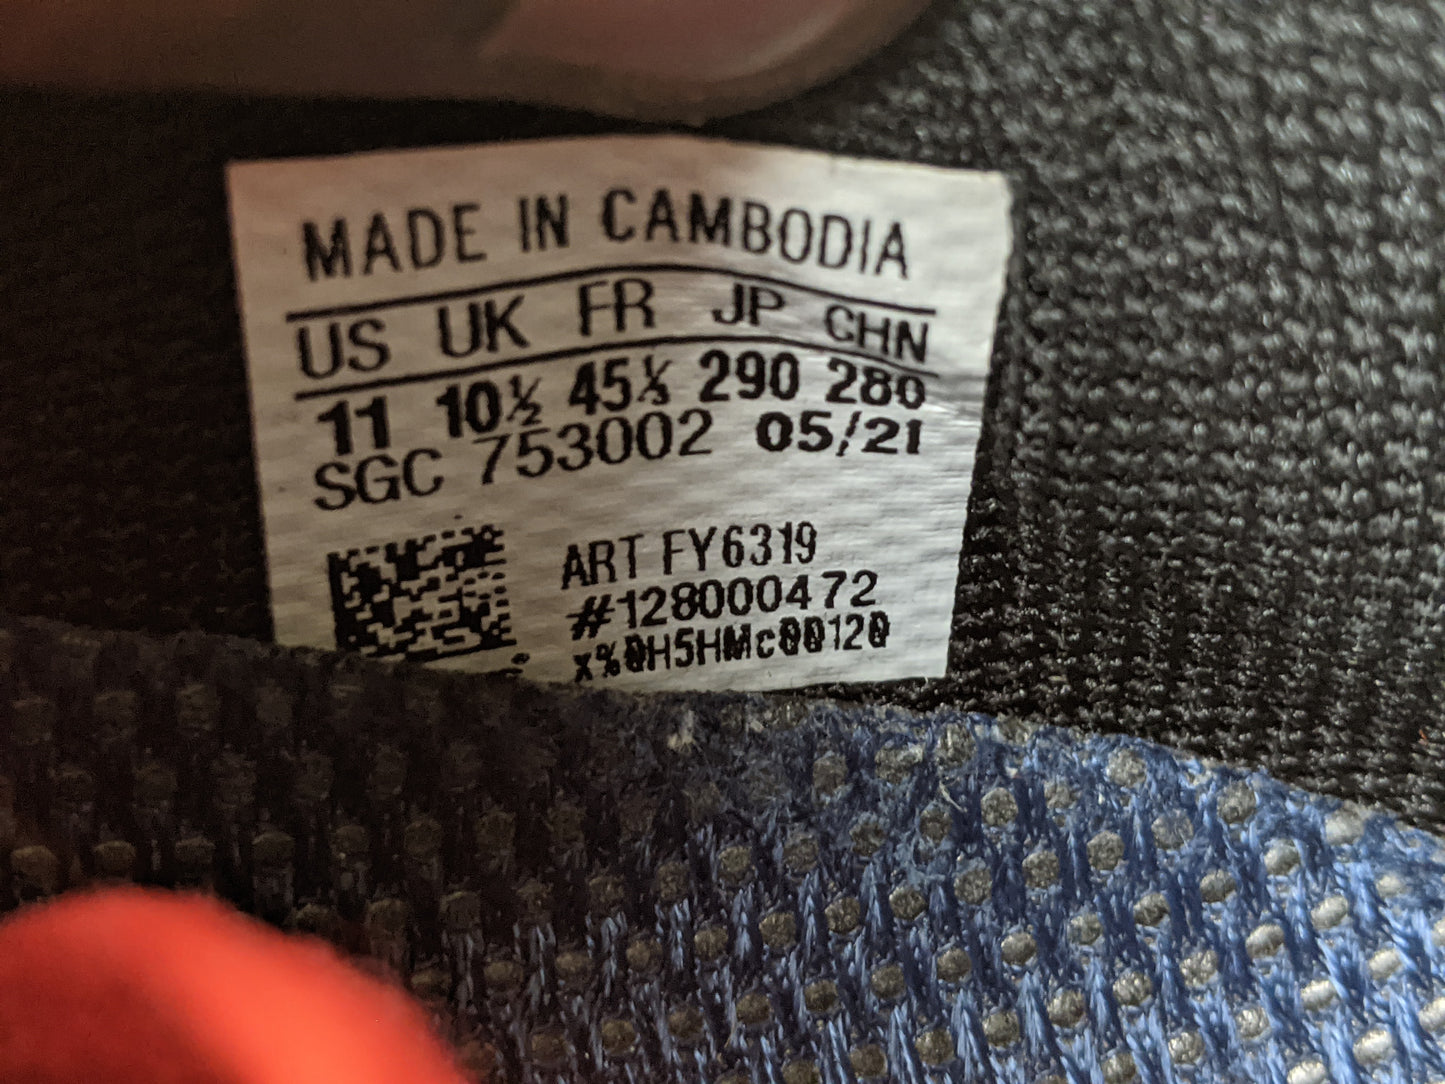 MADE IN CAMBODIA
US UK FR JP CHN
11 10½ 45⅓ 290 280
SGC 753002 05/21
ART FY6319
#128000472
x%0H5HMc00120